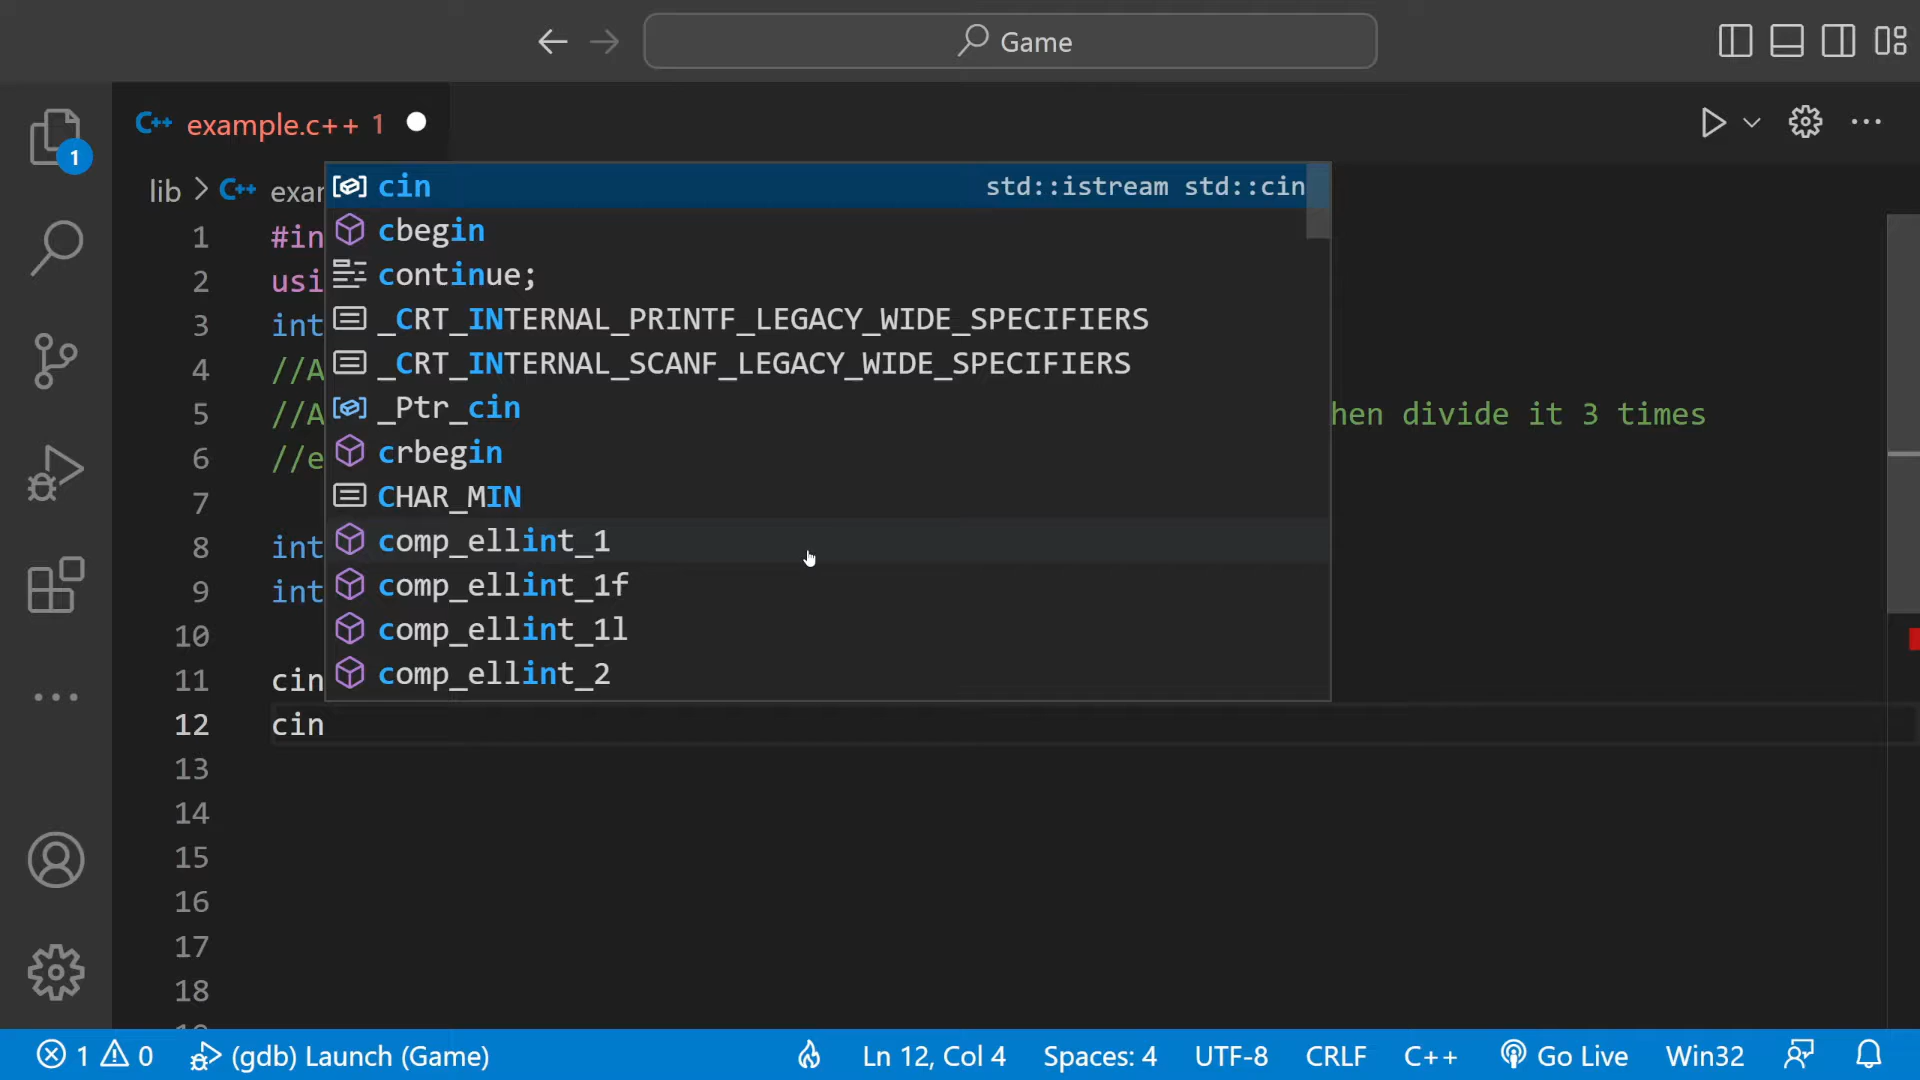 Game
example.c++ 1
1
lib > C++ exam
cin std::istream std::cin
cbegin
continue;
_CRT_INTERNAL_PRINTF_LEGACY_WIDE_SPECIFIERS
_CRT_INTERNAL_SCANF_LEGACY_WIDE_SPECIFIERS
_Ptr_cin
crbegin
CHAR_MIN
comp_ellint_1
comp_ellint_1f
comp_ellint_1l
comp_ellint_2
1 #in
2 usi
3 int
4 //A
5 //A hen divide it 3 times
6 //e
7
8 int
9 int
10
11 cin
12 cin
13
14
15
16
17
18
1 0 (gdb) Launch (Game) Ln 12, Col 4 Spaces: 4 UTF-8 CRLF C++ Go Live Win32